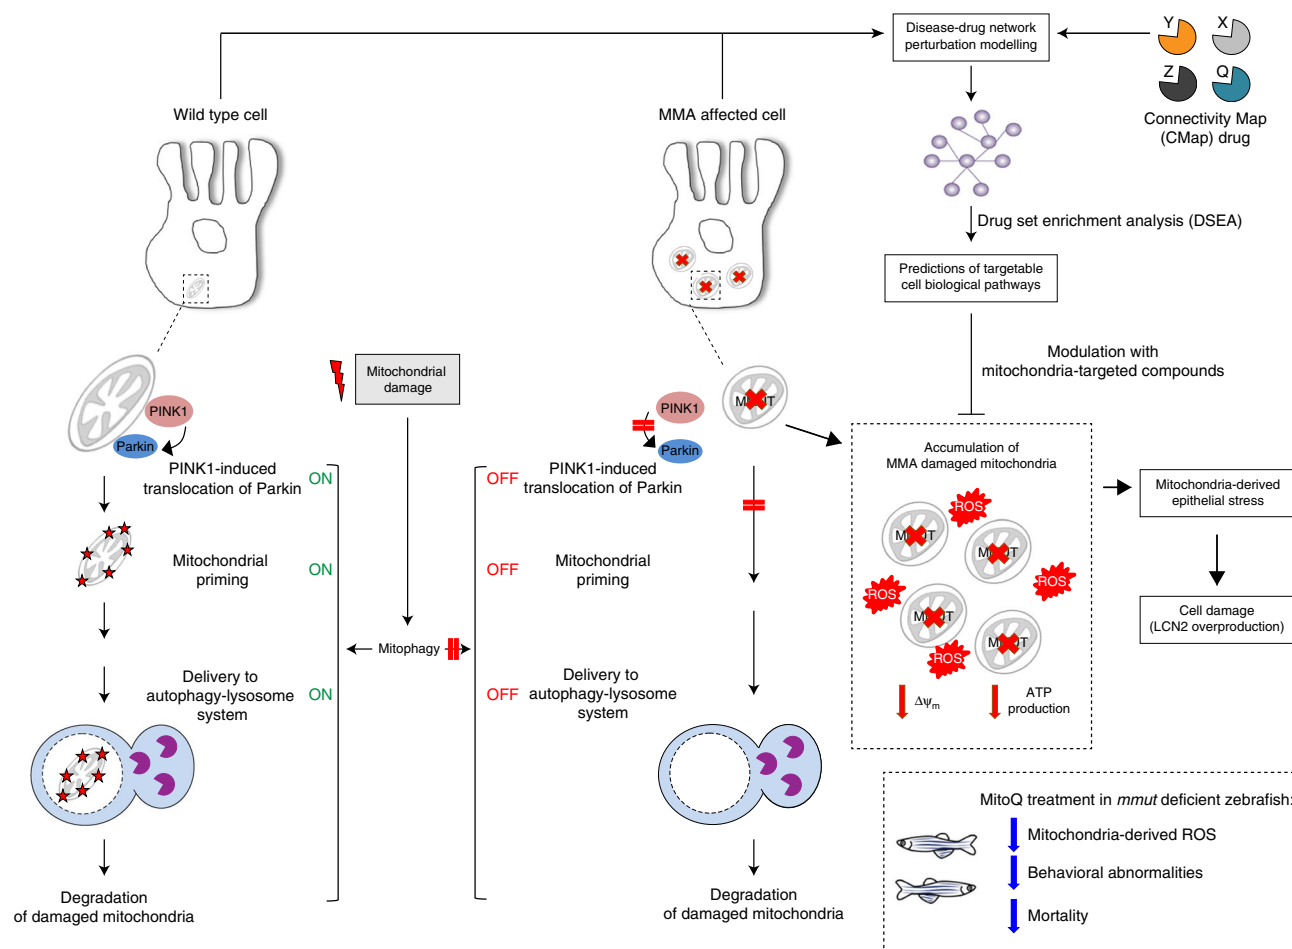 Disease-drug network
perturbation modelling
Y
X
Z
Q
Connectivity Map
(CMap) drug
Wild type cell
MMA affected cell
Drug set enrichment analysis (DSEA)
Predictions of targetable
cell biological pathways
Modulation with
mitochondria-targeted compounds
Mitochondrial
damage
PINK1
Parkin
PINK1
Parkin
PINK1-induced
translocation of Parkin
ON
OFF
PINK1-induced
translocation of Parkin
Mitochondrial
priming
ON
OFF
Mitochondrial
priming
Mitophagy
Delivery to
autophagy-lysosome
system
ON
OFF
Delivery to
autophagy-lysosome
system
Degradation
of damaged mitochondria
Degradation
of damaged mitochondria
Accumulation of
MMA damaged mitochondria
ROS
ROS
ROS
ROS
Δψm
ATP
production
Mitochondria-derived
epithelial stress
Cell damage
(LCN2 overproduction)
MitoQ treatment in mmut deficient zebrafish:
Mitochondria-derived ROS
Behavioral abnormalities
Mortality